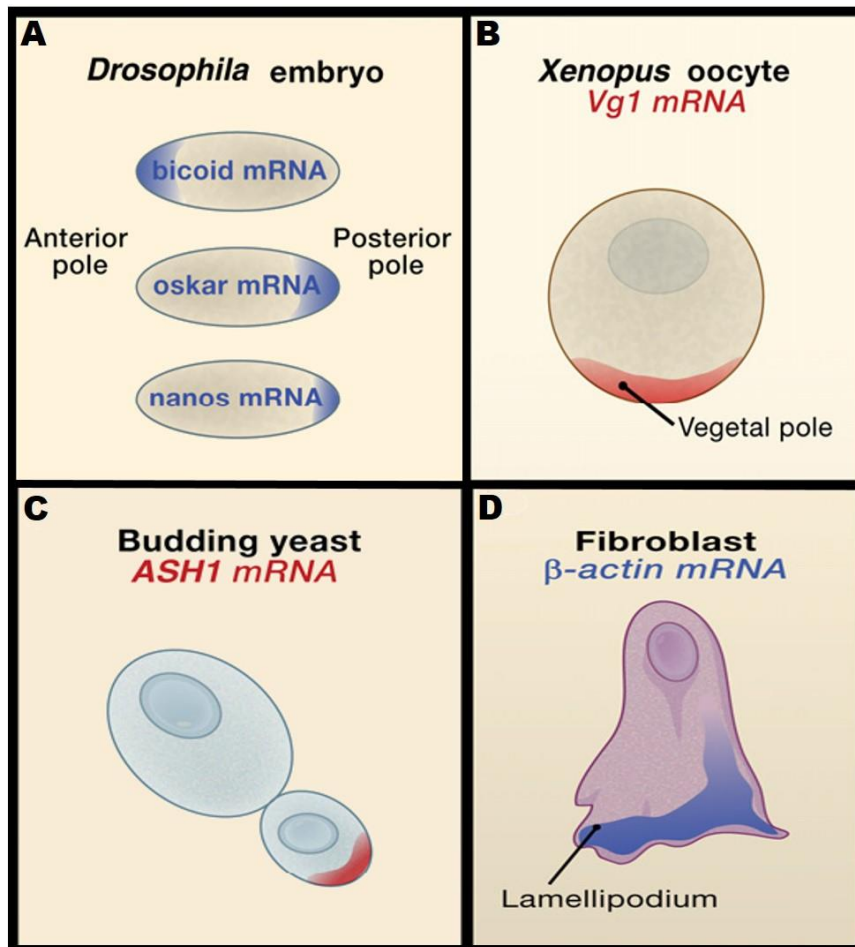 A
Drosophila embryo
bicoid mRNA
Anterior pole
Posterior pole
oskar mRNA
nanos mRNA
B
Xenopus oocyte
Vg1 mRNA
Vegetal pole
C
Budding yeast
ASH1 mRNA
D
Fibroblast
β-actin mRNA
Lamellipodium